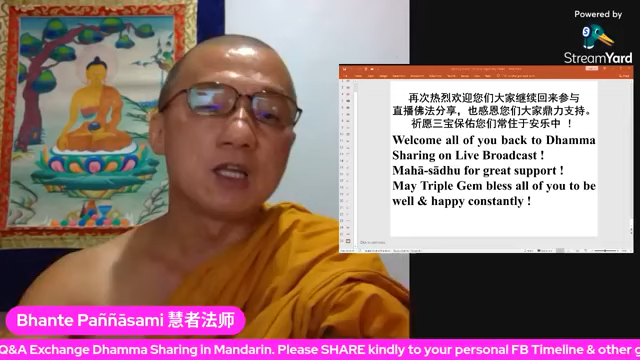 Powered by
StreamYard
再次热烈欢迎您们大家继续回来参与
直播佛法分享，也感恩您们大家鼎力支持。
祈愿三宝保佑您们常住于安乐中 ！
Welcome all of you back to Dhamma
Sharing on Live Broadcast !
Mahā-sādhu for great support !
May Triple Gem bless all of you to be
well & happy constantly !
Bhante Paññāsami 慧者法师
Q&A Exchange Dhamma Sharing in Mandarin. Please SHARE kindly to your personal FB Timeline & other